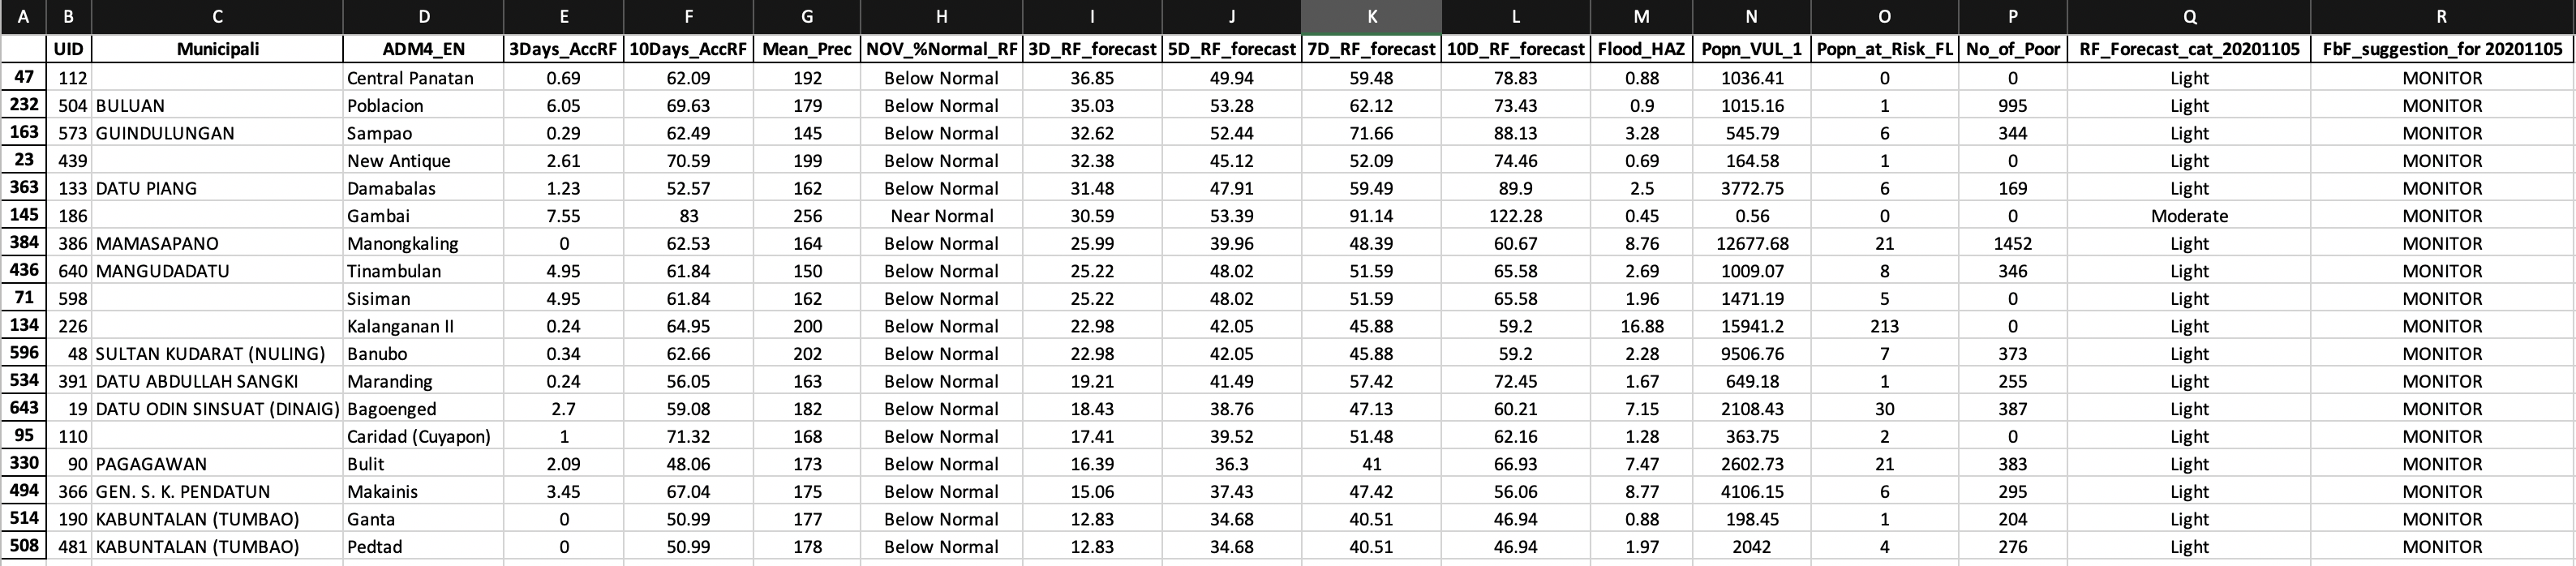 A B C D E F G H I J K L M N O P Q R
UID Municipali ADM4_EN 3Days_AccRF 10Days_AccRF Mean_Prec NOV_%Normal_RF 3D_RF_forecast 5D_RF_forecast 7D_RF_forecast 10D_RF_forecast Flood_HAZ Popn_VUL_1 Popn_at_Risk_FL No_of_Poor RF_Forecast_cat_20201105 FbF_suggestion_for 20201105
47 112 Central Panatan 0.69 62.09 192 Below Normal 36.85 49.94 59.48 78.83 0.88 1036.41 0 0 Light MONITOR
232 504 BULUAN Poblacion 6.05 69.63 179 Below Normal 35.03 53.28 62.12 73.43 0.9 1015.16 1 995 Light MONITOR
163 573 GUINDULUNGAN Sampao 0.29 62.49 145 Below Normal 32.62 52.44 71.66 88.13 3.28 545.79 6 344 Light MONITOR
23 439 New Antique 2.61 70.59 199 Below Normal 32.38 45.12 52.09 74.46 0.69 164.58 1 0 Light MONITOR
363 133 DATU PIANG Damabalas 1.23 52.57 162 Below Normal 31.48 47.91 59.49 89.9 2.5 3772.75 6 169 Light MONITOR
145 186 Gambai 7.55 83 256 Near Normal 30.59 53.39 91.14 122.28 0.45 0.56 0 0 Moderate MONITOR
384 386 MAMASAPANO Manongkaling 0 62.53 164 Below Normal 25.99 39.96 48.39 60.67 8.76 12677.68 21 1452 Light MONITOR
436 640 MANGUDADATU Tinambulan 4.95 61.84 150 Below Normal 25.22 48.02 51.59 65.58 2.69 1009.07 8 346 Light MONITOR
71 598 Sisiman 4.95 61.84 162 Below Normal 25.22 48.02 51.59 65.58 1.96 1471.19 5 0 Light MONITOR
134 226 Kalanganan II 0.24 64.95 200 Below Normal 22.98 42.05 45.88 59.2 16.88 15941.2 213 0 Light MONITOR
596 48 SULTAN KUDARAT (NULING) Banubo 0.34 62.66 202 Below Normal 22.98 42.05 45.88 59.2 2.28 9506.76 7 373 Light MONITOR
534 391 DATU ABDULLAH SANGKI Maranding 0.24 56.05 163 Below Normal 19.21 41.49 57.42 72.45 1.67 649.18 1 255 Light MONITOR
643 19 DATU ODIN SINSUAT (DINAIG) Bagoenged 2.7 59.08 182 Below Normal 18.43 38.76 47.13 60.21 7.15 2108.43 30 387 Light MONITOR
95 110 Caridad (Cuyapon) 1 71.32 168 Below Normal 17.41 39.52 51.48 62.16 1.28 363.75 2 0 Light MONITOR
330 90 PAGAGAWAN Bulit 2.09 48.06 173 Below Normal 16.39 36.3 41 66.93 7.47 2602.73 21 383 Light MONITOR
494 366 GEN. S. K. PENDATUN Makainis 3.45 67.04 175 Below Normal 15.06 37.43 47.42 56.06 8.77 4106.15 6 295 Light MONITOR
514 190 KABUNTALAN (TUMBAO) Ganta 0 50.99 177 Below Normal 12.83 34.68 40.51 46.94 0.88 198.45 1 204 Light MONITOR
508 481 KABUNTALAN (TUMBAO) Pedtad 0 50.99 178 Below Normal 12.83 34.68 40.51 46.94 1.97 2042 4 276 Light MONITOR